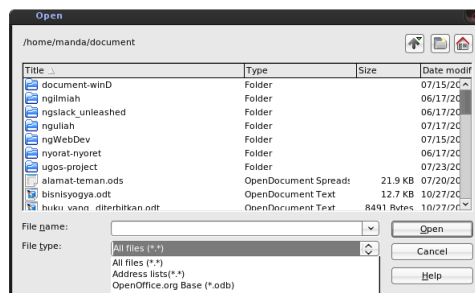 Open
/home/manda/document
Title Type Size Date modif
document-winD Folder 07/15/20
ngilmiah Folder 06/17/20
ngslack_unleashed Folder 06/17/20
nguliah Folder 07/17/20
ngWebDev Folder 07/15/20
nyorat-nyoret Folder 06/17/20
ugos-project Folder 07/23/20
alamat-teman.ods OpenDocument Spreads 21.9 KB 07/20/20
bisnisyogya.odt OpenDocument Text 12.7 KB 10/27/20
buku_yang_diterbitkan.odt OpenDocument Text 8491 Bytes 10/27/20
File name: Open
File type: All files (*.*) Cancel
All files (*.*)
Address lists(*.*) Help
OpenOffice.org Base (*.odb)